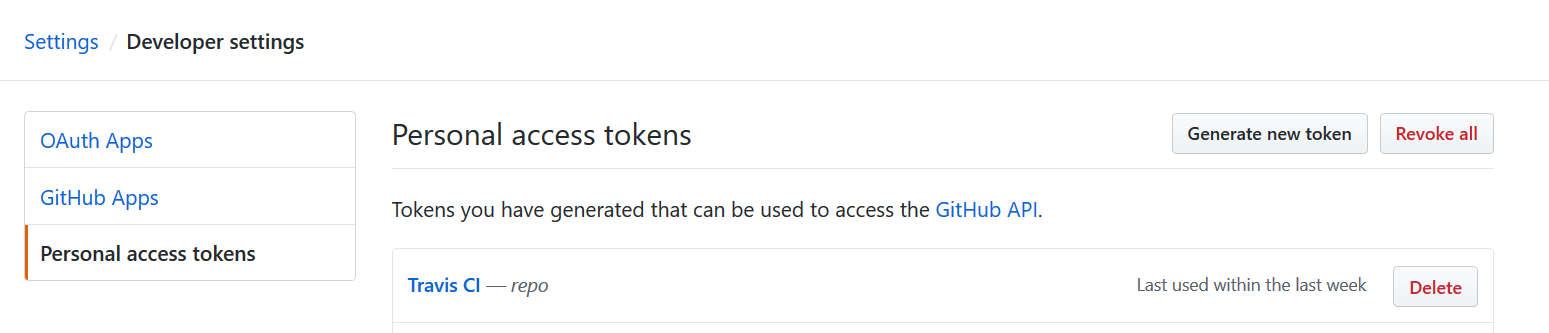 Settings / Developer settings
OAuth Apps
GitHub Apps
Personal access tokens
Personal access tokens
Generate new token
Revoke all
Tokens you have generated that can be used to access the GitHub API.
Travis CI — repo
Last used within the last week
Delete